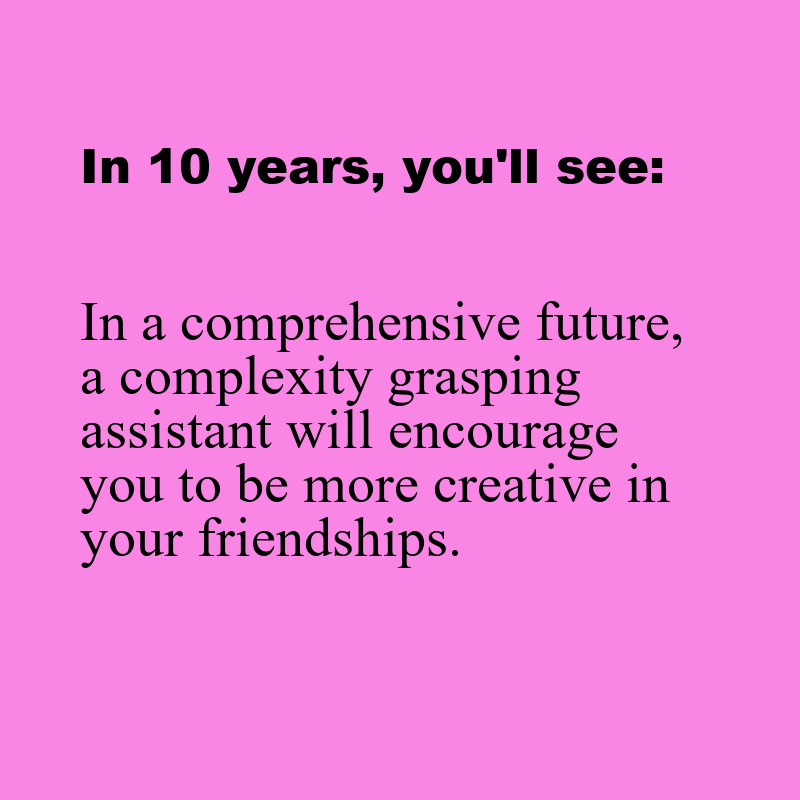 In 10 years, you'll see:
In a comprehensive future,
a complexity grasping
assistant will encourage
you to be more creative in
your friendships.